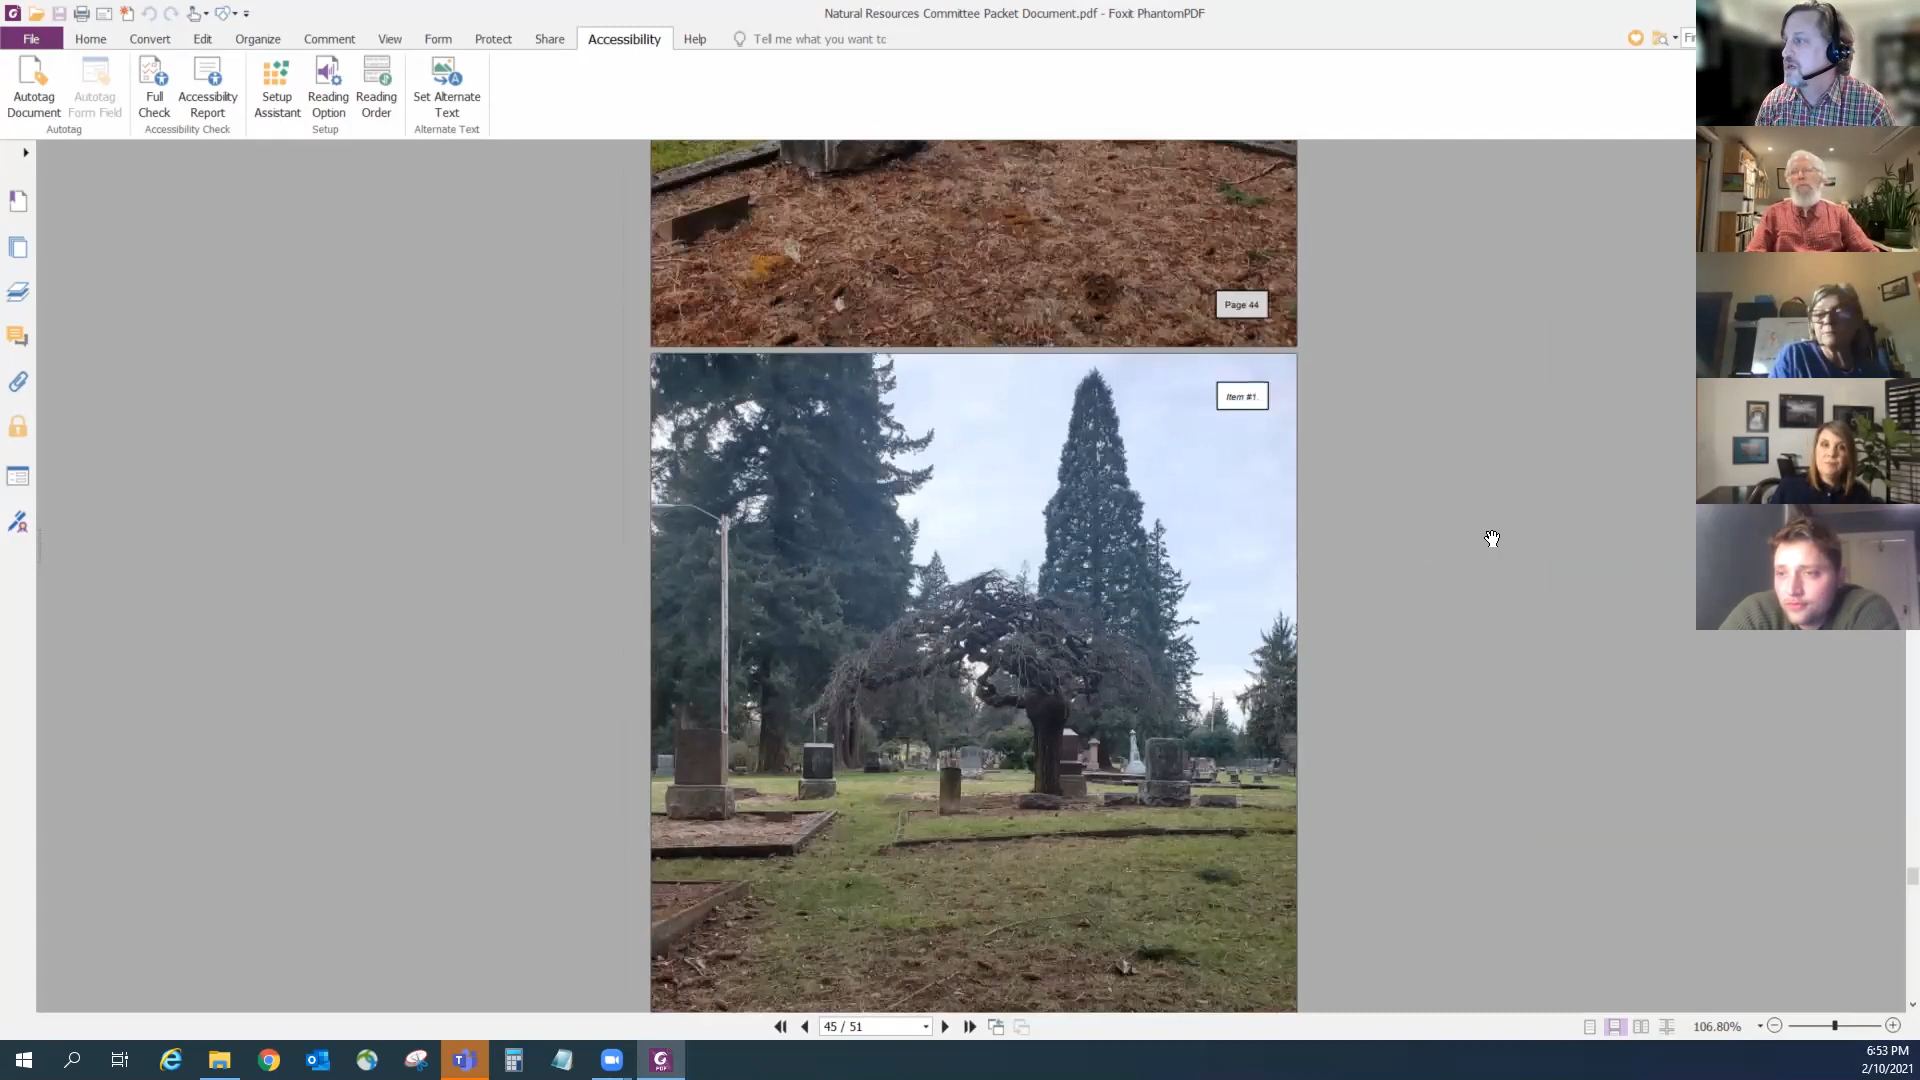 Natural Resources Committee Packet Document.pdf - Foxit PhantomPDF
File Home Convert Edit Organize Comment View Form Protect Share Accessibility Help Tell me what you want tc
Autotag Document
Autotag Form Field
Full Check
Accessibility Report
Setup Assistant
Reading Option
Reading Order
Set Alternate Text
Autotag Accessibility Check Setup Alternate Text
Page 44
Item #1.
45 / 51
106.80%
6:53 PM
2/10/2021